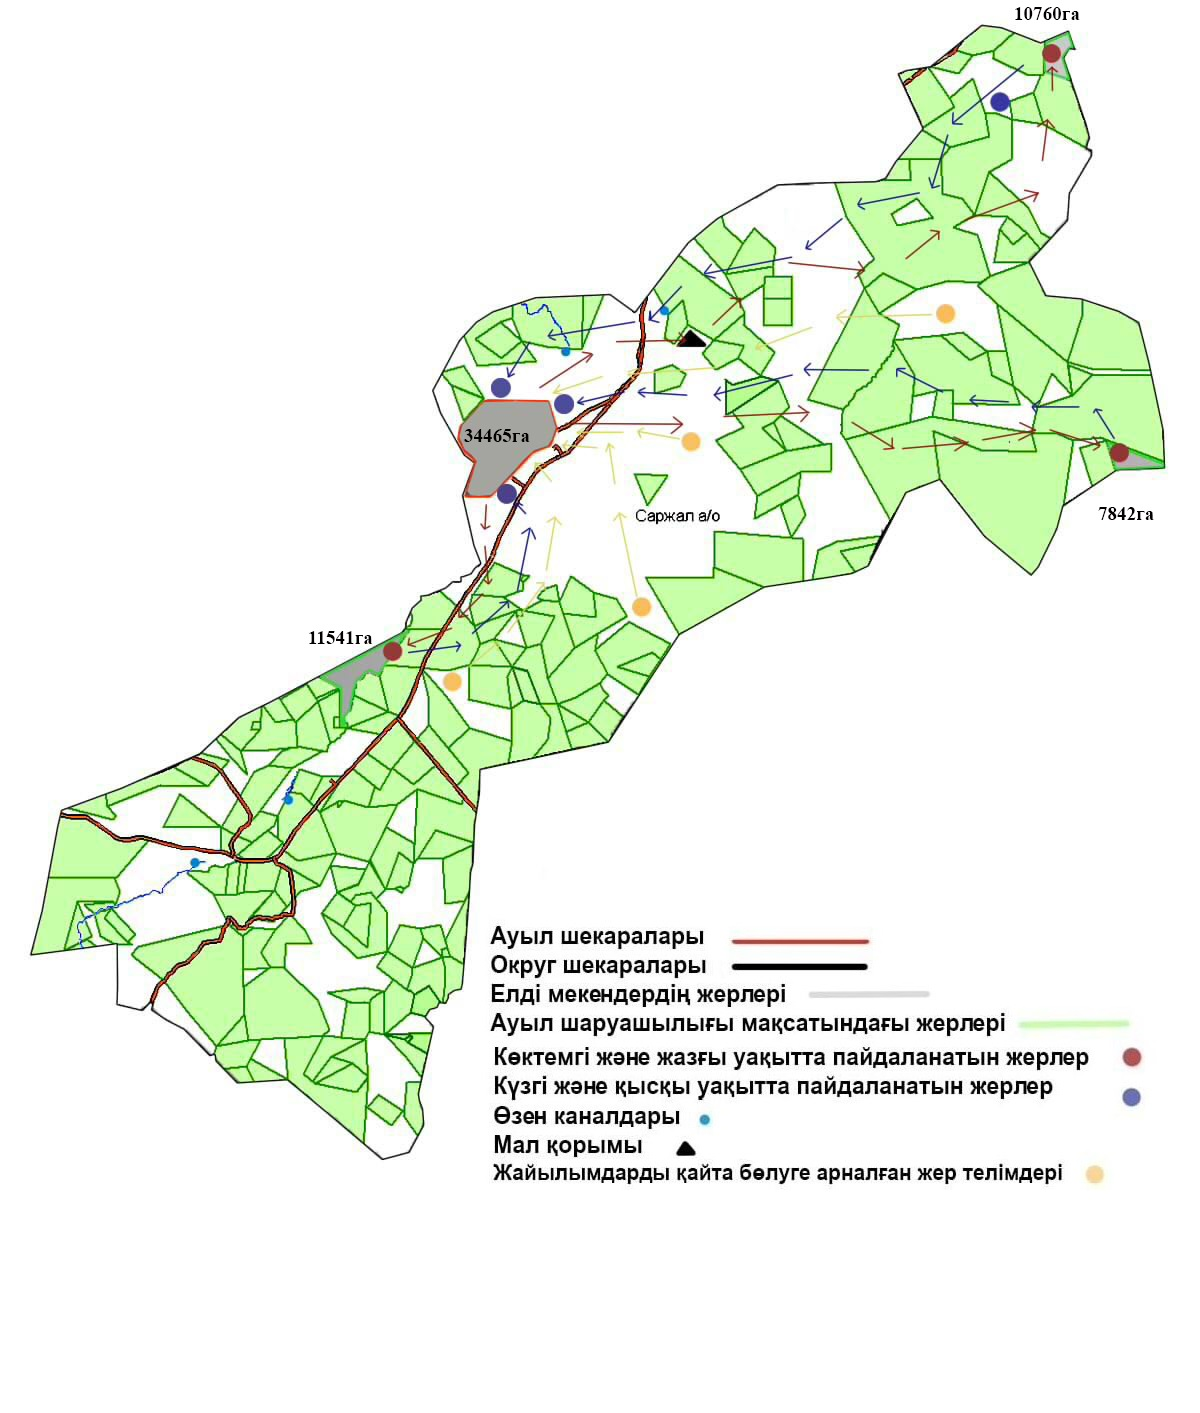 10760га
34465га
7842га
Саржал а/о
11541га
Ауыл шекаралары
Округ шекаралары
Елді мекендердің жерлері
Ауыл шаруашылығы мақсатындағы жерлері
Көктемгі және жазғы уақытта пайдаланатын жерлер
Күзгі және қысқы уақытта пайдаланатын жерлер
Өзен каналдары
Мал қорымы
Жайылымдарды қайта бөлуге арналған жер телімдері